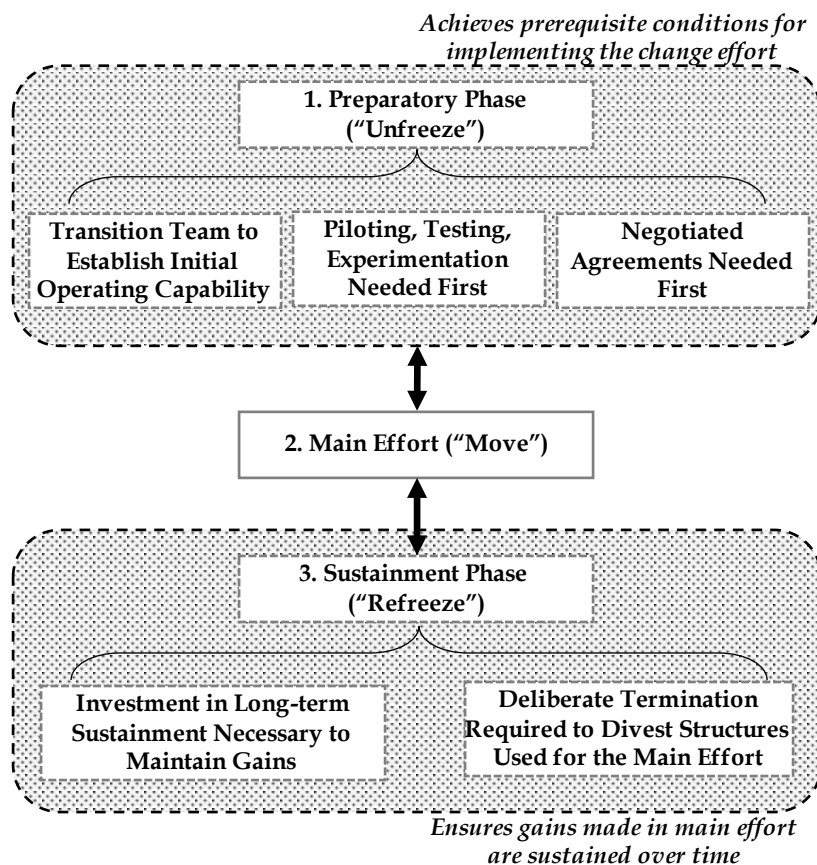 Achieves prerequisite conditions for
implementing the change effort
1. Preparatory Phase
(“Unfreeze”)
Transition Team to
Establish Initial
Operating Capability
Piloting, Testing,
Experimentation
Needed First
Negotiated
Agreements Needed
First
2. Main Effort (“Move”)
3. Sustainment Phase
(“Refreeze”)
Investment in Long-term
Sustainment Necessary to
Maintain Gains
Deliberate Termination
Required to Divest Structures
Used for the Main Effort
Ensures gains made in main effort
are sustained over time